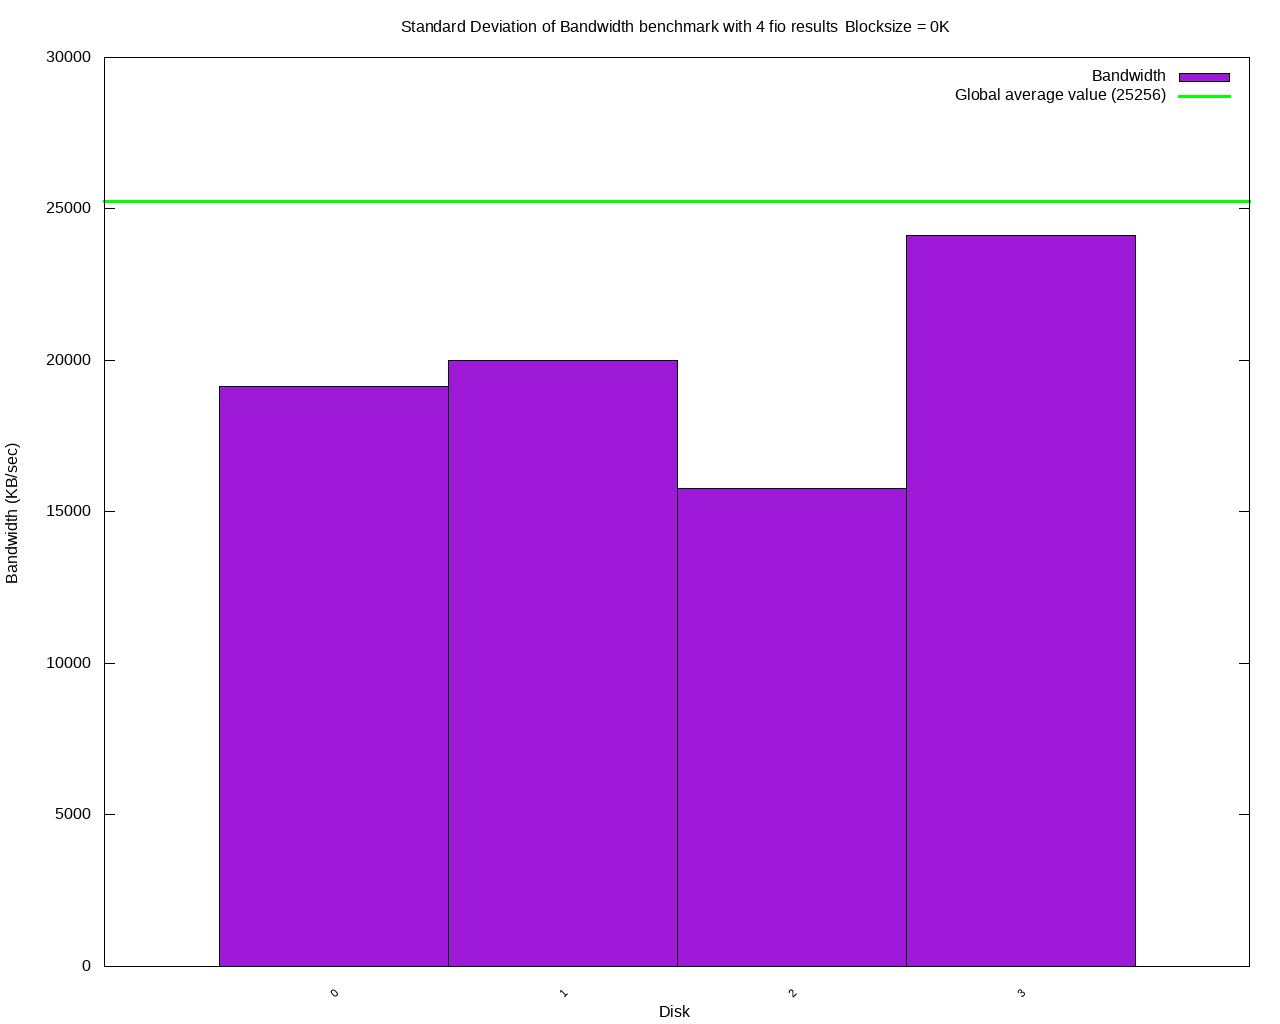 Standard Deviation of Bandwidth benchmark with 4 fio results Blocksize = 0K
30000
25000
20000
15000
10000
5000
0
Bandwidth (KB/sec)
Bandwidth
Global average value (25256)
0
1
2
3
Disk